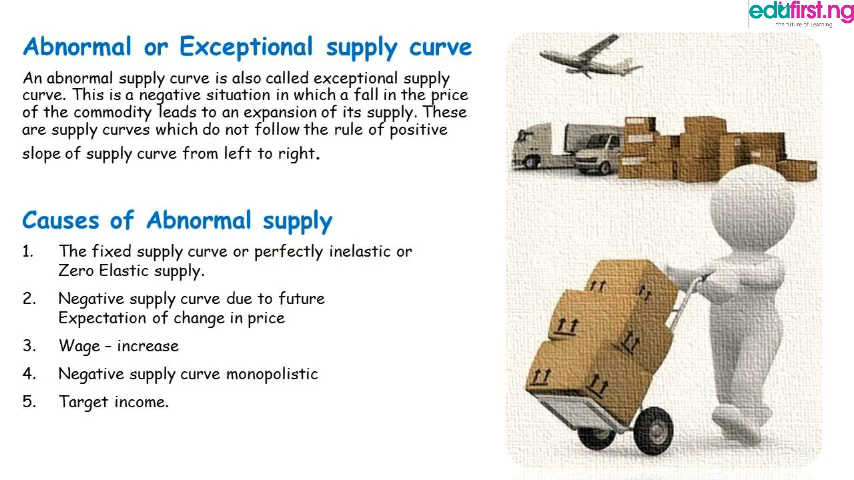 edufirst.ng
the future of Learning
Abnormal or Exceptional supply curve
An abnormal supply curve is also called exceptional supply
curve. This is a negative situation in which a fall in the price
of the commodity leads to an expansion of its supply. These
are supply curves which do not follow the rule of positive
slope of supply curve from left to right.
Causes of Abnormal supply
1. The fixed supply curve or perfectly inelastic or
Zero Elastic supply.
2. Negative supply curve due to future
Expectation of change in price
3. Wage – increase
4. Negative supply curve monopolistic
5. Target income.